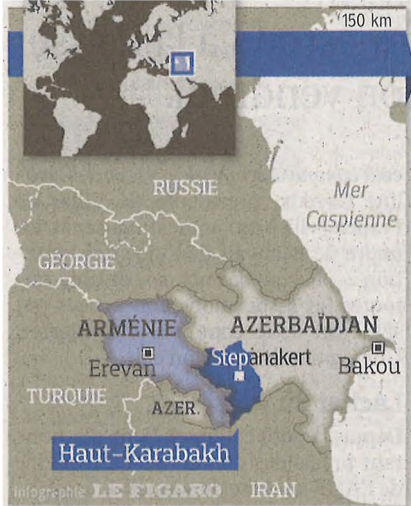 150 km
RUSSIE
Mer
Caspienne
GÉORGIE
ARMÉNIE
AZERBAÏDJAN
Erevan
Stepanakert
Bakou
TURQUIE
AZER.
Haut-Karabakh
Infographie LE FIGARO
IRAN